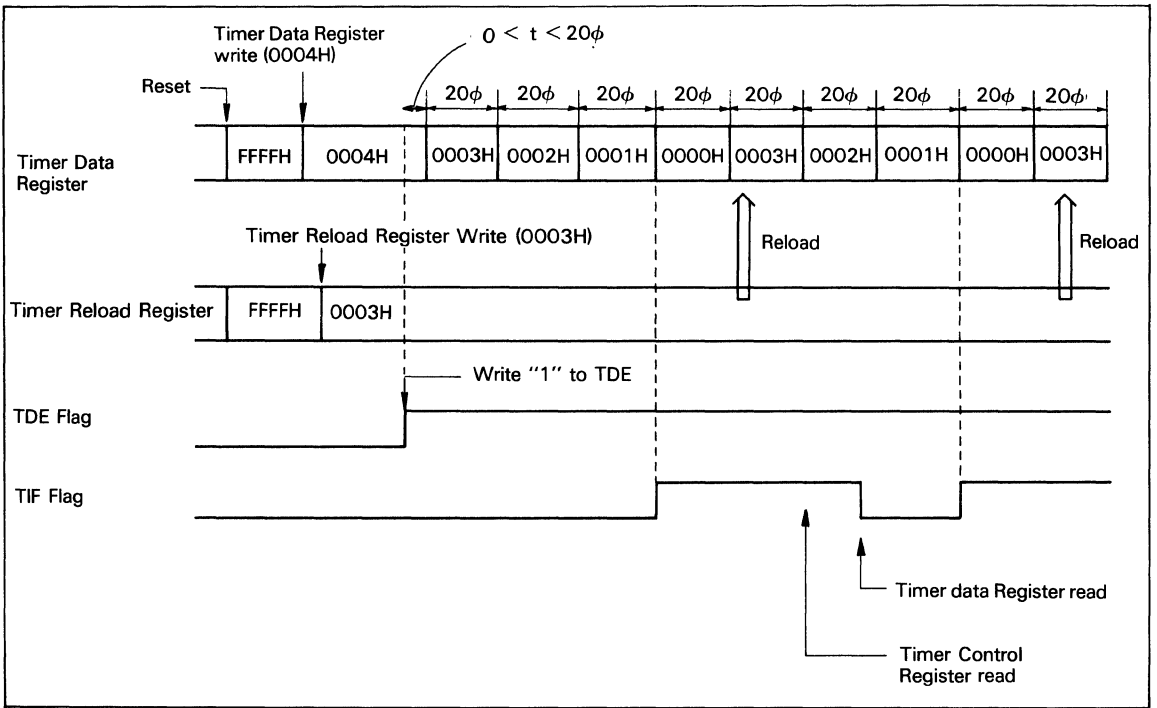 Timer Data Register
write (0004H)
0 < t < 20ϕ
Reset
20ϕ 20ϕ 20ϕ 20ϕ 20ϕ 20ϕ 20ϕ 20ϕ 20ϕ
Timer Data
Register
FFFFH 0004H 0003H 0002H 0001H 0000H 0003H 0002H 0001H 0000H 0003H
Timer Reload Register Write (0003H)
Reload Reload
Timer Reload Register FFFFH 0003H
Write "1" to TDE
TDE Flag
TIF Flag
Timer data Register read
Timer Control
Register read